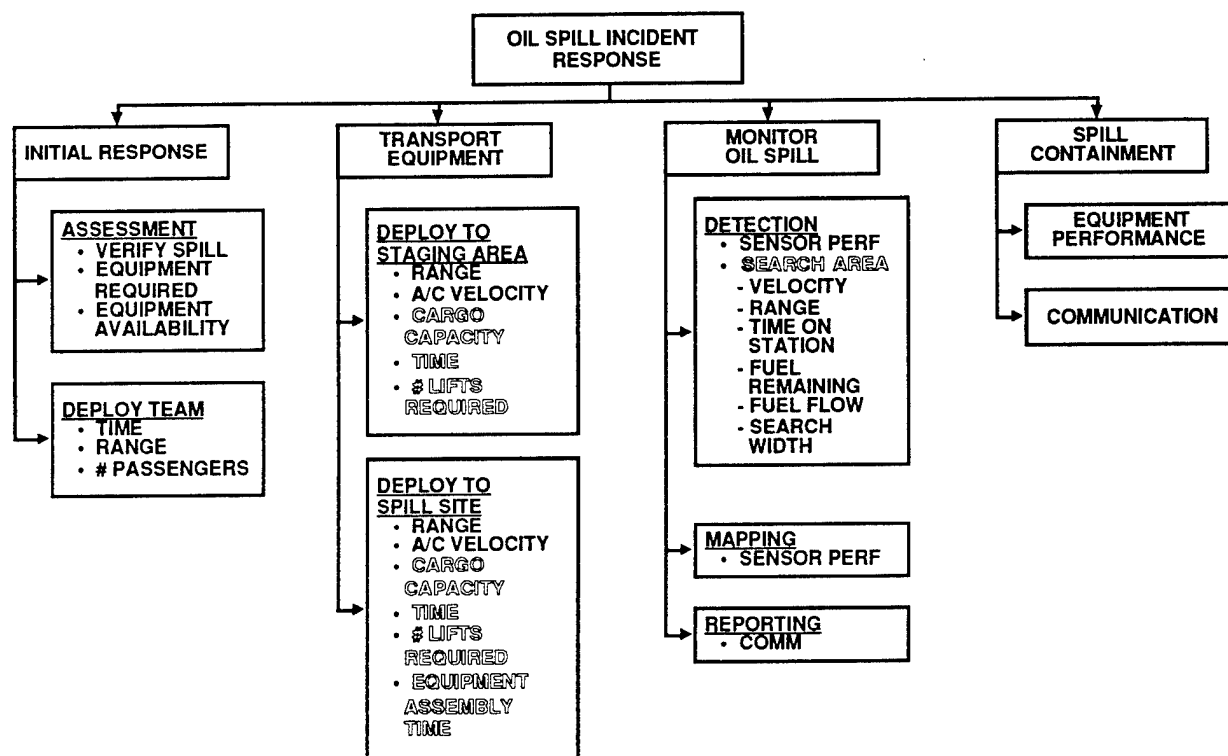 OIL SPILL INCIDENT
RESPONSE
INITIAL RESPONSE
ASSESSMENT
• VERIFY SPILL
• EQUIPMENT
REQUIRED
• EQUIPMENT
AVAILABILITY
DEPLOY TEAM
• TIME
• RANGE
• # PASSENGERS
TRANSPORT
EQUIPMENT
DEPLOY TO
STAGING AREA
• RANGE
• A/C VELOCITY
• CARGO
CAPACITY
• TIME
• # LIFTS
REQUIRED
DEPLOY TO
SPILL SITE
• RANGE
• A/C VELOCITY
• CARGO
CAPACITY
• TIME
• # LIFTS
REQUIRED
• EQUIPMENT
ASSEMBLY
TIME
MONITOR
OIL SPILL
DETECTION
• SENSOR PERF
• SEARCH AREA
- VELOCITY
- RANGE
- TIME ON
STATION
- FUEL
REMAINING
- FUEL FLOW
- SEARCH
WIDTH
MAPPING
• SENSOR PERF
REPORTING
• COMM
SPILL
CONTAINMENT
EQUIPMENT
PERFORMANCE
COMMUNICATION